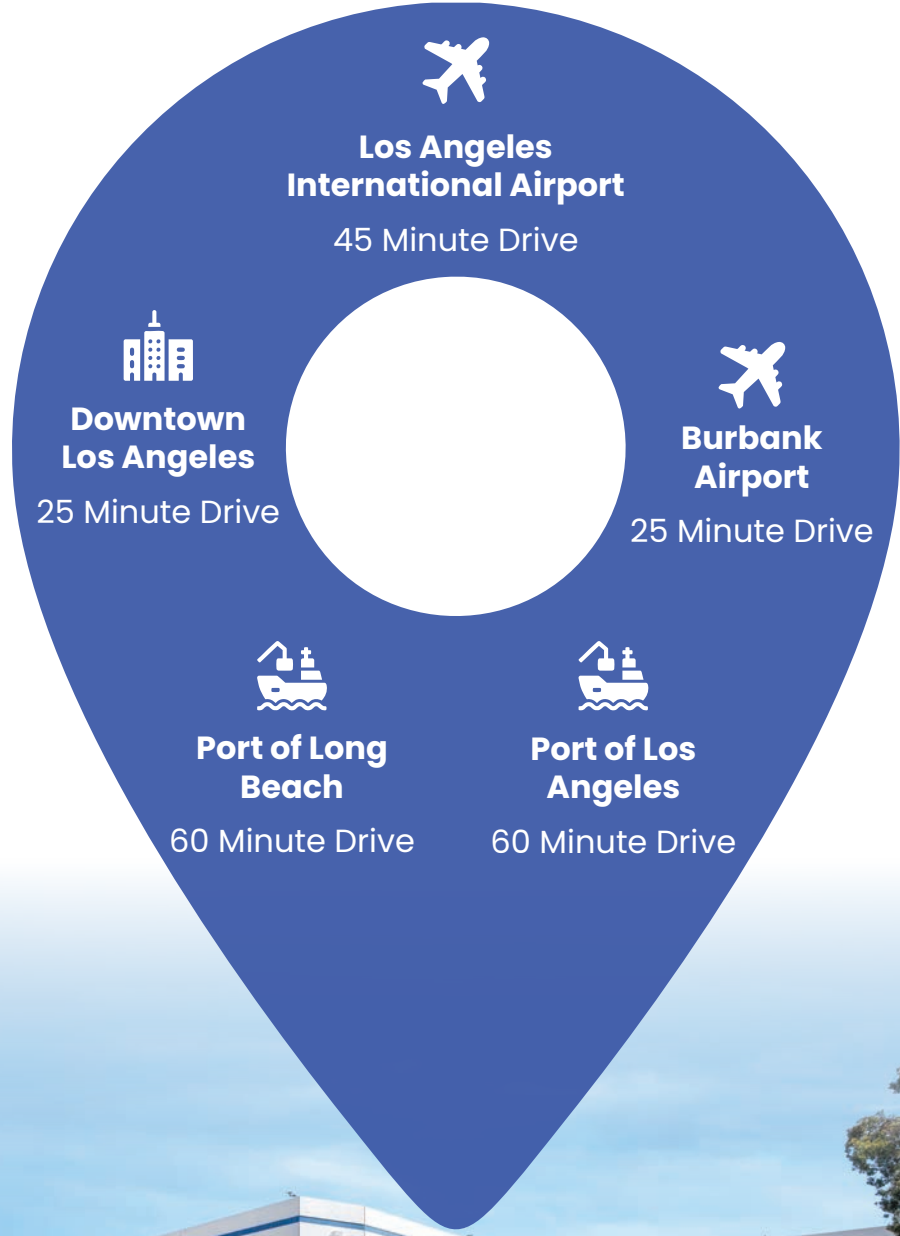 Los Angeles
International Airport
45 Minute Drive
Downtown
Los Angeles
25 Minute Drive
Burbank
Airport
25 Minute Drive
Port of Long
Beach
60 Minute Drive
Port of Los
Angeles
60 Minute Drive